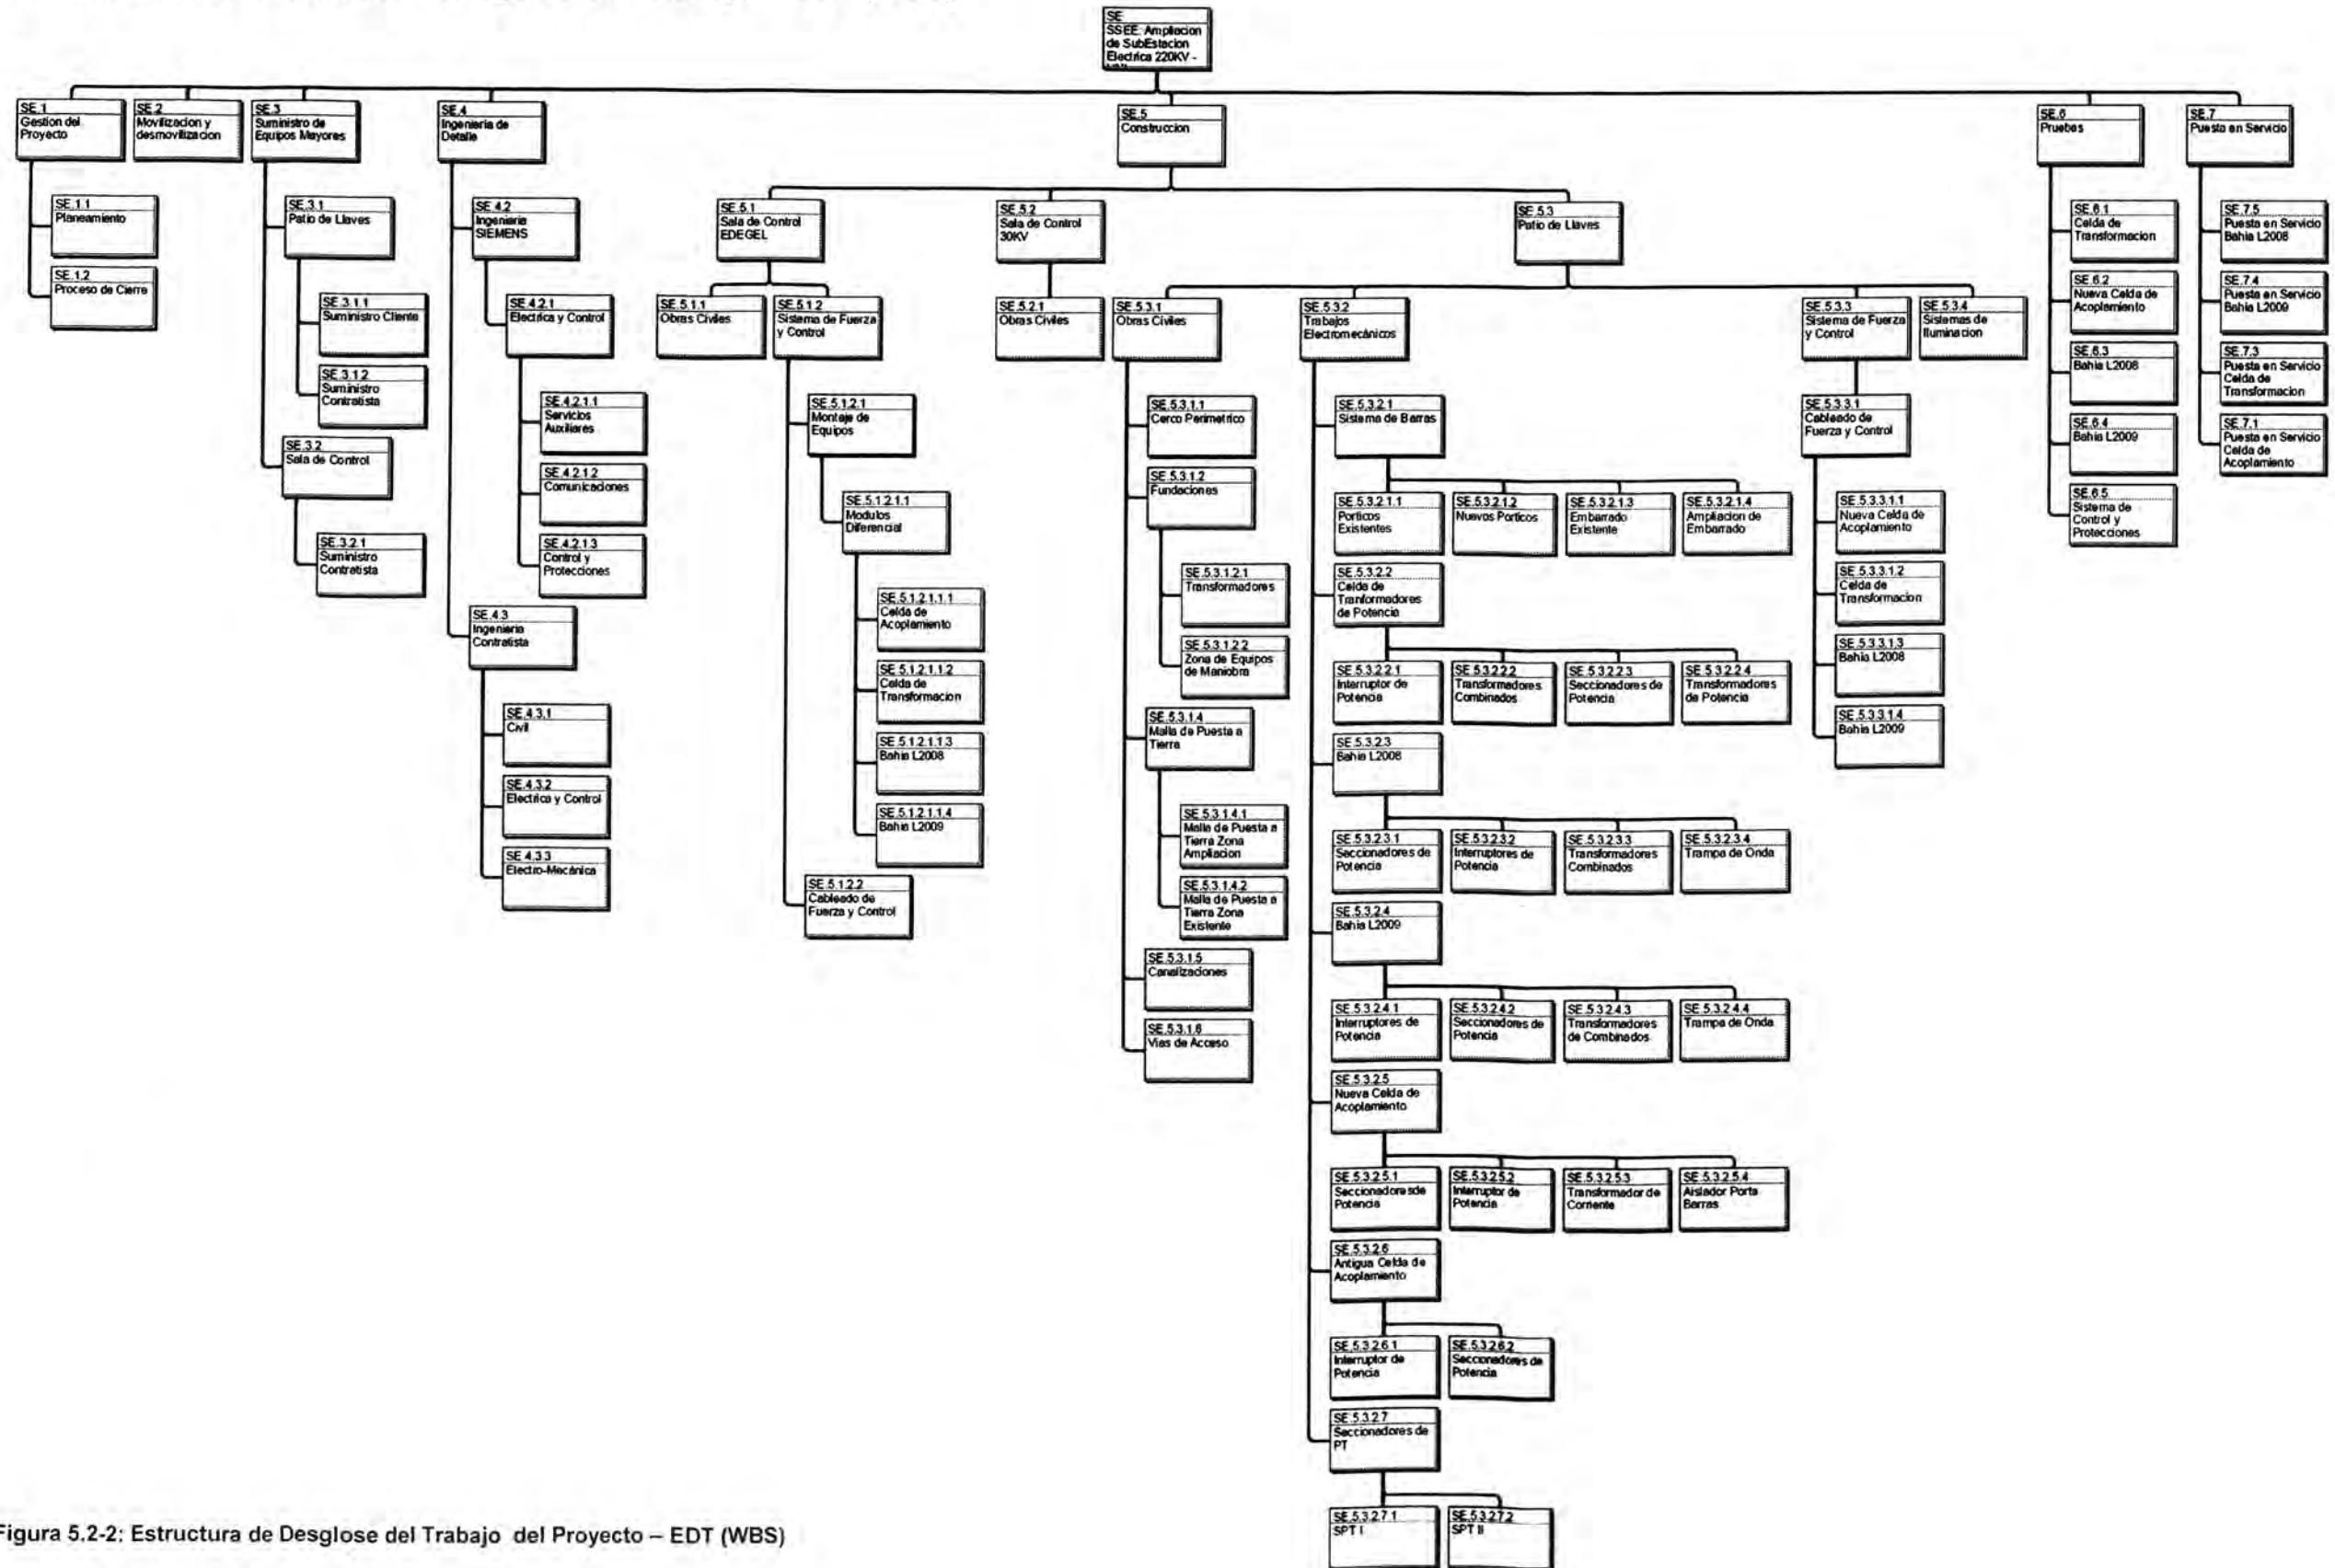 SE
SSEE. Ampliacion
de SubEstacion
Electrica 220KV -
SE.1
Gestion del
Proyecto
SE.2
Movilizacion y
desmovilizacion
SE.3
Suministro de
Equipos Mayores
SE.4
Ingenieria de
Detalle
SE.5
Construccion
SE.6
Pruebas
SE.7
Puesta en Servicio
SE.1.1
Planeamiento
SE.1.2
Proceso de Cierre
SE.3.1
Patio de Llaves
SE.3.1.1
Suministro Cliente
SE.3.1.2
Suministro
Contratista
SE.3.2
Sala de Control
SE.3.2.1
Suministro
Contratista
SE.4.2
Ingenieria
SIEMENS
SE.4.2.1
Electrica y Control
SE.4.2.1.1
Servicios
Auxiliares
SE.4.2.1.2
Comunicaciones
SE.4.2.1.3
Control y
Protecciones
SE.4.3
Ingenieria
Contratista
SE.4.3.1
Civil
SE.4.3.2
Electrica y Control
SE.4.3.3
Electro-Mecánica
SE.5.1
Sala de Control
EDEGEL
SE.5.1.1
Obras Civiles
SE.5.1.2
Sistema de Fuerza
y Control
SE.5.1.2.1
Montaje de
Equipos
SE.5.1.2.1.1
Modulos
Diferencial
SE.5.1.2.1.1.1
Celda de
Acoplamiento
SE.5.1.2.1.1.2
Celda de
Transformacion
SE.5.1.2.1.1.3
Bahia L2008
SE.5.1.2.1.1.4
Bahia L2009
SE.5.1.2.2
Cableado de
Fuerza y Control
SE.5.2
Sala de Control
30KV
SE.5.2.1
Obras Civiles
SE.5.3
Patio de Llaves
SE.5.3.1
Obras Civiles
SE.5.3.1.1
Cerco Perimetrico
SE.5.3.1.2
Fundaciones
SE.5.3.1.2.1
Transformadores
SE.5.3.1.2.2
Zona de Equipos
de Maniobra
SE.5.3.1.4
Malla de Puesta a
Tierra
SE.5.3.1.4.1
Malla de Puesta a
Tierra Zona
Ampliacion
SE.5.3.1.4.2
Malla de Puesta a
Tierra Zona
Existente
SE.5.3.1.5
Canalizaciones
SE.5.3.1.6
Vias de Acceso
SE.5.3.2
Trabajos
Electromecánicos
SE.5.3.2.1
Sistema de Barras
SE.5.3.2.1.1
Porticos
Existentes
SE.5.3.2.1.2
Nuevos Porticos
SE.5.3.2.1.3
Embarrado
Existente
SE.5.3.2.1.4
Ampliacion de
Embarrado
SE.5.3.2.2
Celda de
Tranformadores
de Potencia
SE.5.3.2.2.1
Interruptor de
Potencia
SE.5.3.2.2.2
Transformadores
Combinados
SE.5.3.2.2.3
Seccionadores de
Potencia
SE.5.3.2.2.4
Transformadores
de Potencia
SE.5.3.2.3
Bahia L2008
SE.5.3.2.3.1
Seccionadores de
Potencia
SE.5.3.2.3.2
Interruptores de
Potencia
SE.5.3.2.3.3
Transformadores
Combinados
SE.5.3.2.3.4
Trampa de Onda
SE.5.3.2.4
Bahia L2009
SE.5.3.2.4.1
Interruptores de
Potencia
SE.5.3.2.4.2
Seccionadores de
Potencia
SE.5.3.2.4.3
Transformadores
de Combinados
SE.5.3.2.4.4
Trampa de Onda
SE.5.3.2.5
Nueva Celda de
Acoplamiento
SE.5.3.2.5.1
Seccionadoresde
Potencia
SE.5.3.2.5.2
Interruptor de
Potencia
SE.5.3.2.5.3
Transformador de
Corriente
SE.5.3.2.5.4
Aislador Porta
Barras
SE.5.3.2.6
Antigua Celda de
Acoplamiento
SE.5.3.2.6.1
Interruptor de
Potencia
SE.5.3.2.6.2
Seccionadores de
Potencia
SE.5.3.2.7
Seccionadores de
PT
SE.5.3.2.7.1
SPT I
SE.5.3.2.7.2
SPT II
SE.5.3.3
Sistema de Fuerza
y Control
SE.5.3.3.1
Cableado de
Fuerza y Control
SE.5.3.3.1.1
Nueva Celda de
Acoplamiento
SE.5.3.3.1.2
Celda de
Transformacion
SE.5.3.3.1.3
Bahia L2008
SE.5.3.3.1.4
Bahia L2009
SE.5.3.4
Sistemas de
Iluminacion
SE.6.1
Celda de
Transformacion
SE.6.2
Nueva Celda de
Acoplamiento
SE.6.3
Bahia L2008
SE.6.4
Bahia L2009
SE.6.5
Sistema de
Control y
Protecciones
SE.7.5
Puesta en Servicio
Bahia L2008
SE.7.4
Puesta en Servicio
Bahia L2009
SE.7.3
Puesta en Servicio
Celda de
Transformacion
SE.7.1
Puesta en Servicio
Celda de
Acoplamiento
Figura 5.2-2: Estructura de Desglose del Trabajo del Proyecto – EDT (WBS)